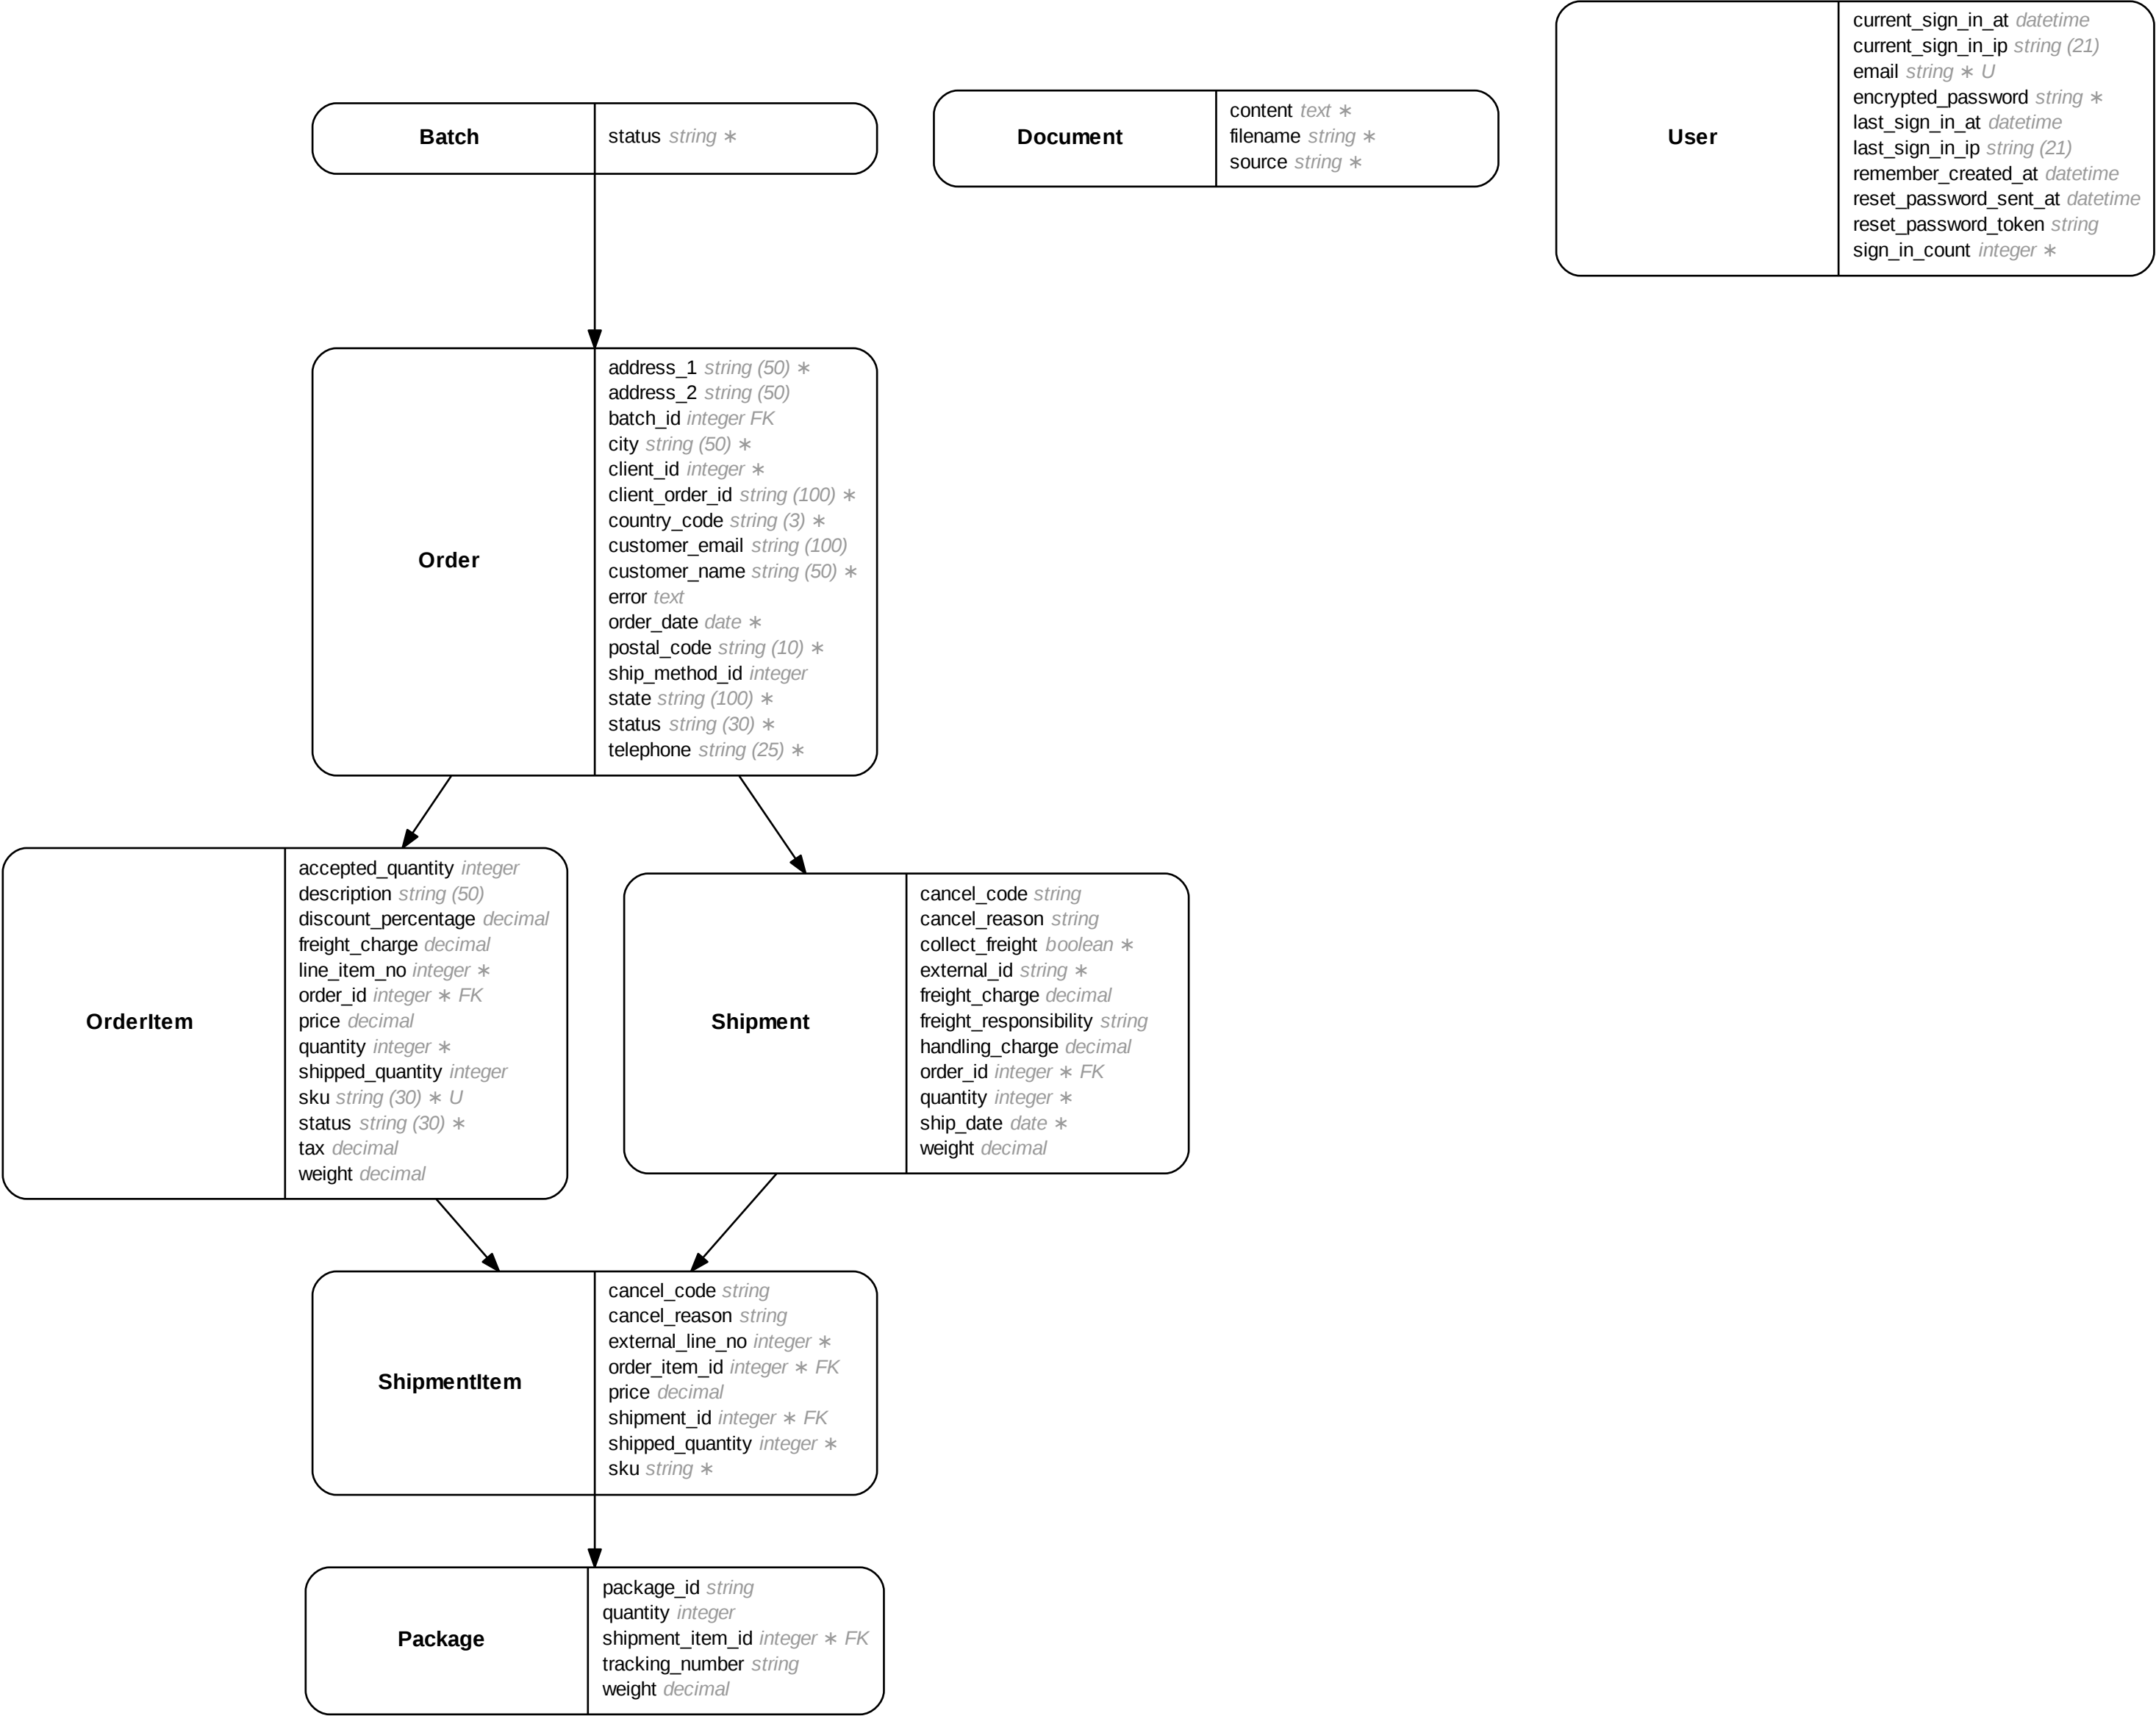 Batch
status string ∗
Document
content text ∗
filename string ∗
source string ∗
User
current_sign_in_at datetime
current_sign_in_ip string (21)
email string ∗ U
encrypted_password string ∗
last_sign_in_at datetime
last_sign_in_ip string (21)
remember_created_at datetime
reset_password_sent_at datetime
reset_password_token string
sign_in_count integer ∗
Order
address_1 string (50) ∗
address_2 string (50)
batch_id integer FK
city string (50) ∗
client_id integer ∗
client_order_id string (100) ∗
country_code string (3) ∗
customer_email string (100)
customer_name string (50) ∗
error text
order_date date ∗
postal_code string (10) ∗
ship_method_id integer
state string (100) ∗
status string (30) ∗
telephone string (25) ∗
OrderItem
accepted_quantity integer
description string (50)
discount_percentage decimal
freight_charge decimal
line_item_no integer ∗
order_id integer ∗ FK
price decimal
quantity integer ∗
shipped_quantity integer
sku string (30) ∗ U
status string (30) ∗
tax decimal
weight decimal
Shipment
cancel_code string
cancel_reason string
collect_freight boolean ∗
external_id string ∗
freight_charge decimal
freight_responsibility string
handling_charge decimal
order_id integer ∗ FK
quantity integer ∗
ship_date date ∗
weight decimal
ShipmentItem
cancel_code string
cancel_reason string
external_line_no integer ∗
order_item_id integer ∗ FK
price decimal
shipment_id integer ∗ FK
shipped_quantity integer ∗
sku string ∗
Package
package_id string
quantity integer
shipment_item_id integer ∗ FK
tracking_number string
weight decimal